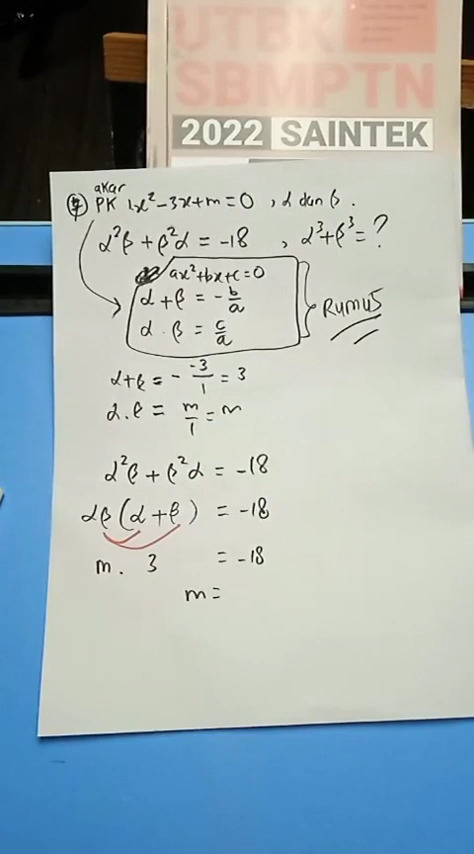 UTBK
SBMPTN
2022 SAINTEK
akar
PK 1x² - 3x + m = 0 , α dan β .
α²β + β²α = -18 , α³ + β³ = ?
ax² + bx + c = 0
α + β = - b/a
α . β = c/a
RUMUS
α + β = - -3/1 = 3
α . β = m/1 = m
α²β + β²α = -18
αβ (α + β) = -18
m . 3 = -18
m =